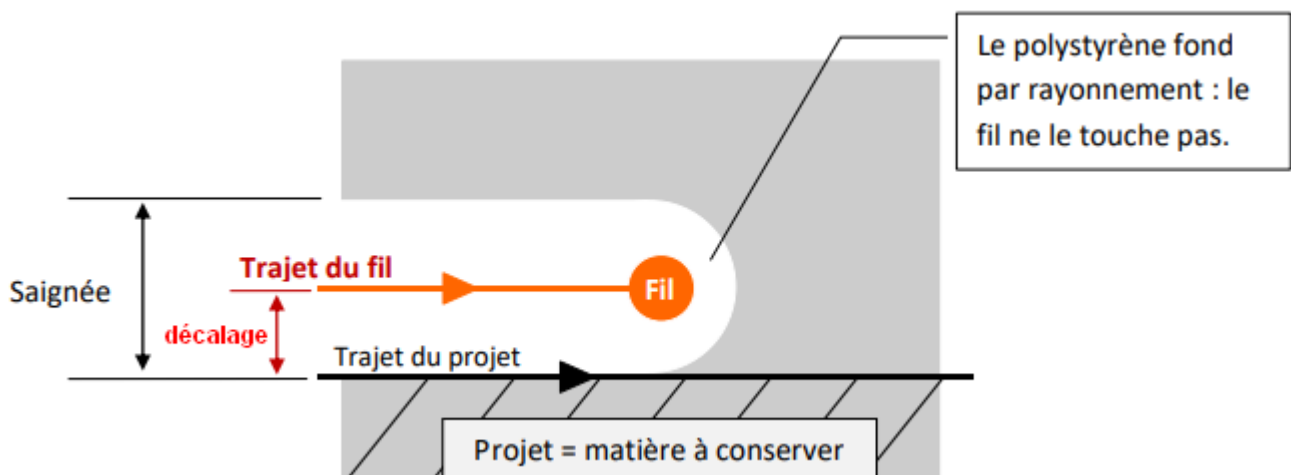 Le polystyrène fond
par rayonnement : le
fil ne le touche pas.
Trajet du fil
Fil
Saignée
décalage
Trajet du projet
Projet = matière à conserver